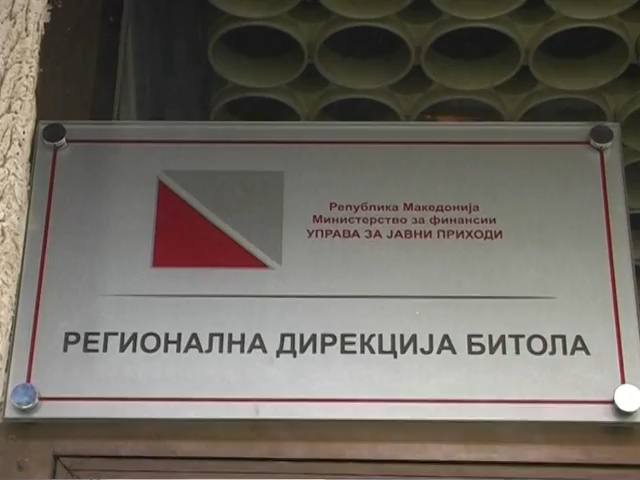 Република Македонија
Министерство за финансии
УПРАВА ЗА ЈАВНИ ПРИХОДИ
РЕГИОНАЛНА ДИРЕКЦИЈА БИТОЛА